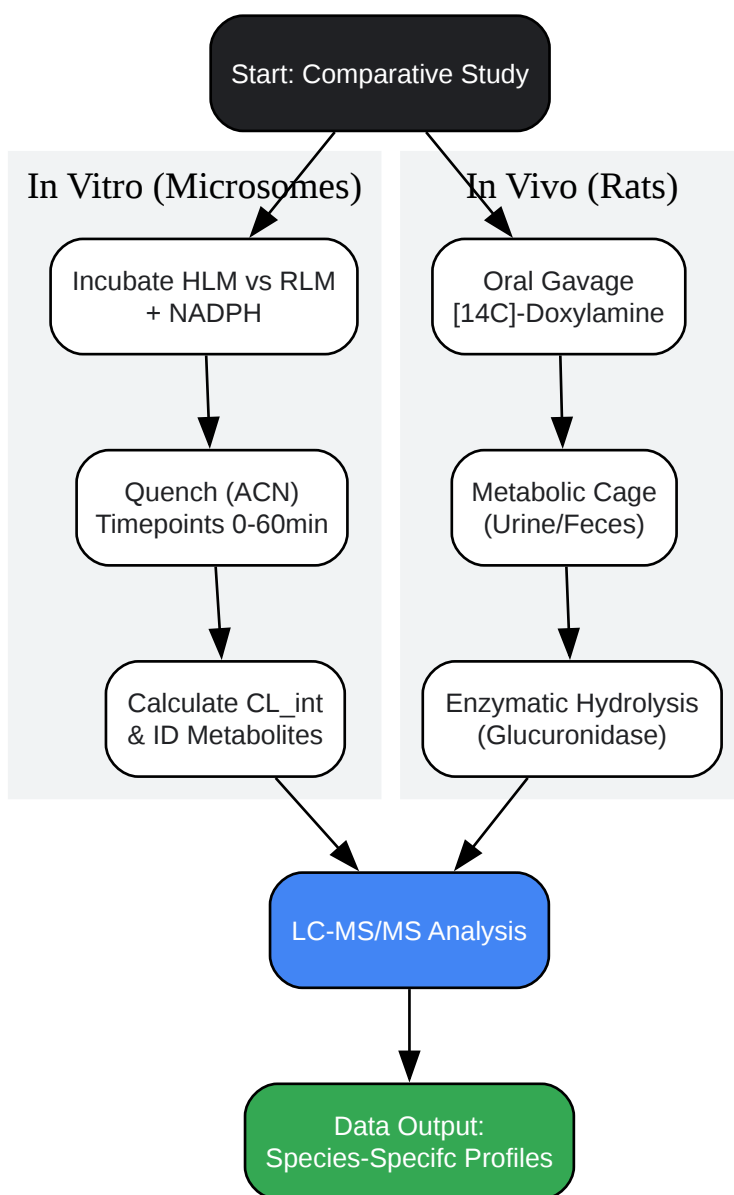 Start: Comparative Study
In Vitro (Microsomes)
Incubate HLM vs RLM
+ NADPH
Quench (ACN)
Timepoints 0-60min
Calculate CL_int
& ID Metabolites
In Vivo (Rats)
Oral Gavage
[14C]-Doxylamine
Metabolic Cage
(Urine/Feces)
Enzymatic Hydrolysis
(Glucuronidase)
LC-MS/MS Analysis
Data Output:
Species-Specifc Profiles